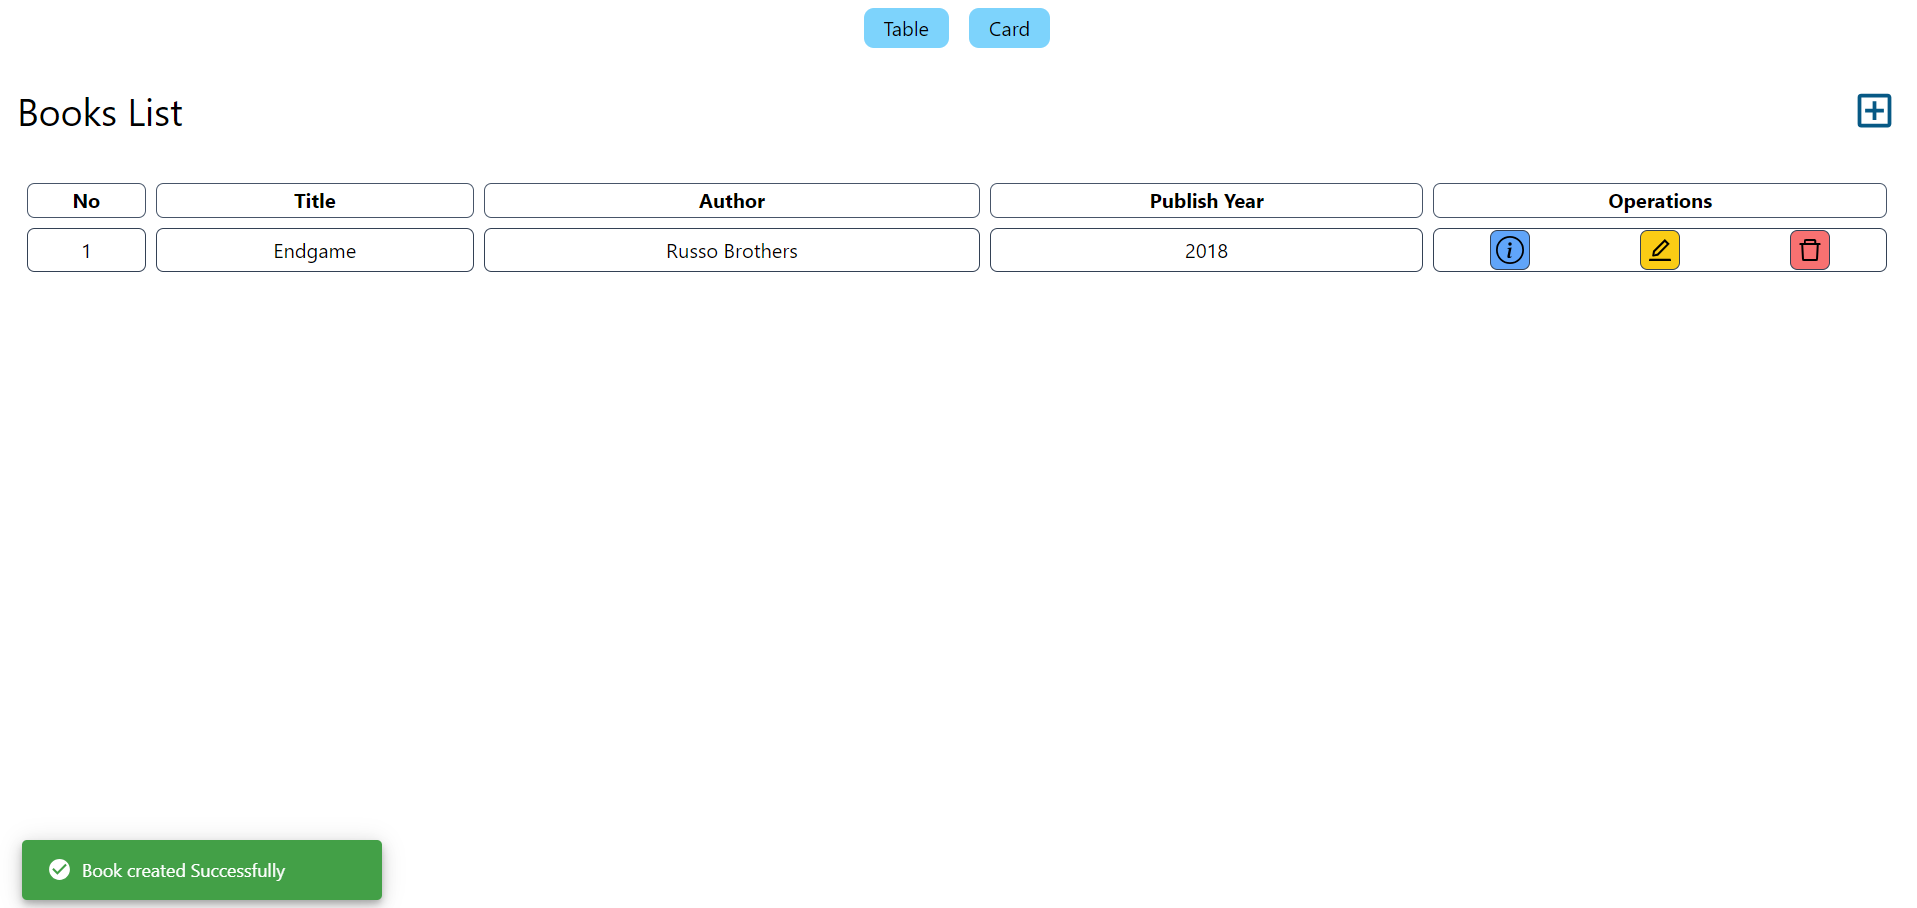 Table Card
Books List
No Title Author Publish Year Operations
1 Endgame Russo Brothers 2018
Book created Successfully